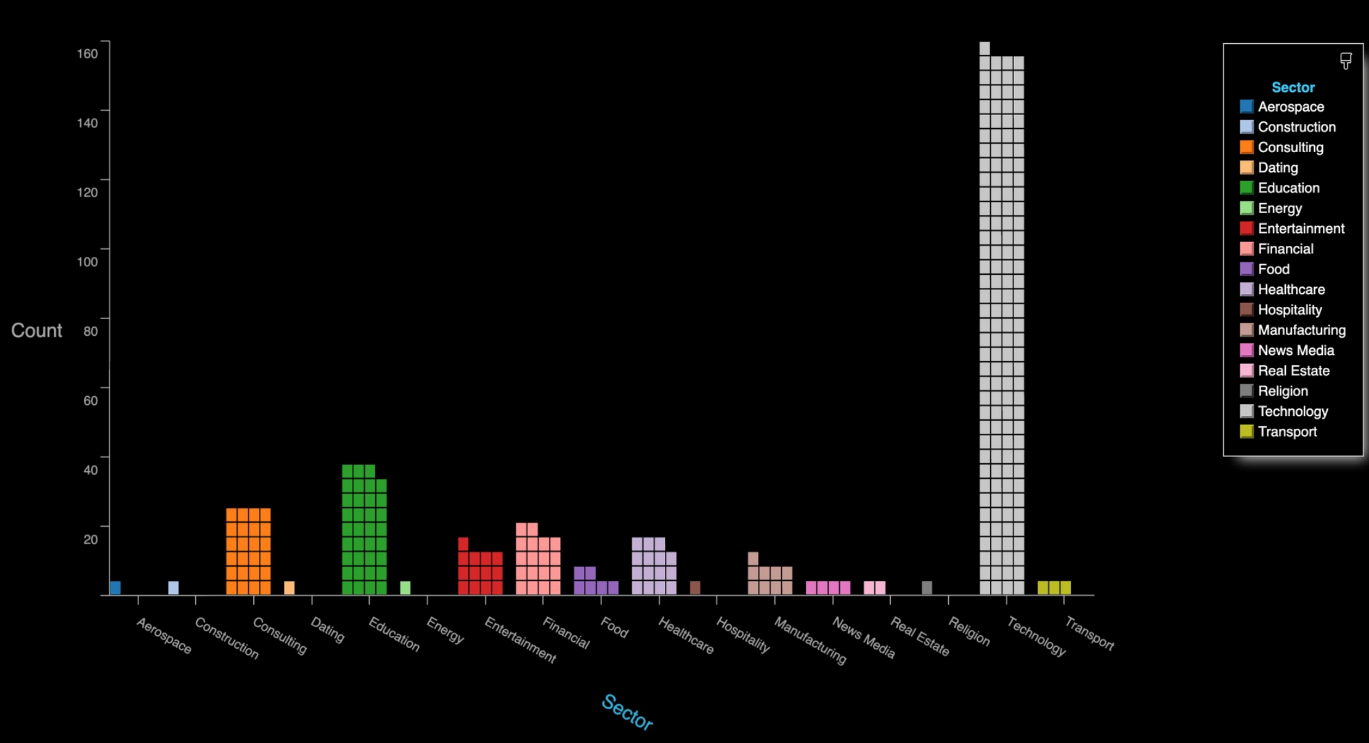 160
140
120
100
80
60
40
20
Count
Aerospace
Construction
Consulting
Dating
Education
Energy
Entertainment
Financial
Food
Healthcare
Hospitality
Manufacturing
News Media
Real Estate
Religion
Technology
Transport
Sector
Sector
Aerospace
Construction
Consulting
Dating
Education
Energy
Entertainment
Financial
Food
Healthcare
Hospitality
Manufacturing
News Media
Real Estate
Religion
Technology
Transport